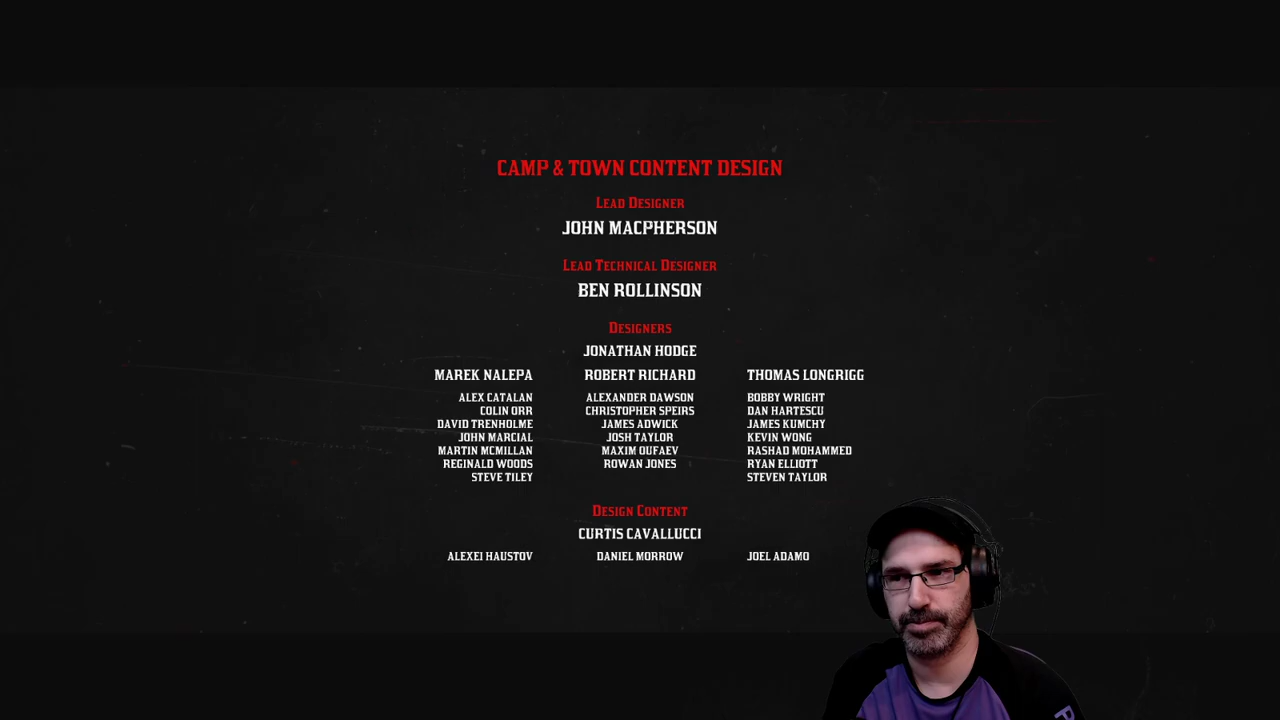 CAMP & TOWN CONTENT DESIGN
LEAD DESIGNER
JOHN MACPHERSON
LEAD TECHNICAL DESIGNER
BEN ROLLINSON
DESIGNERS
JONATHAN HODGE
MAREK NALEPA ROBERT RICHARD THOMAS LONGRIGG
ALEX CATALAN ALEXANDER DAWSON BOBBY WRIGHT
COLIN ORR CHRISTOPHER SPEIRS DAN HARTESCU
DAVID TRENHOLME JAMES ADWICK JAMES KUMCHY
JOHN MARCIAL JOSH TAYLOR KEVIN WONG
MARTIN MCMILLAN MAXIM OUFAEV RASHAD MOHAMMED
REGINALD WOODS ROWAN JONES RYAN ELLIOTT
STEVE TILEY STEVEN TAYLOR
DESIGN CONTENT
CURTIS CAVALLUCCI
ALEXEI HAUSTOV DANIEL MORROW JOEL ADAMO